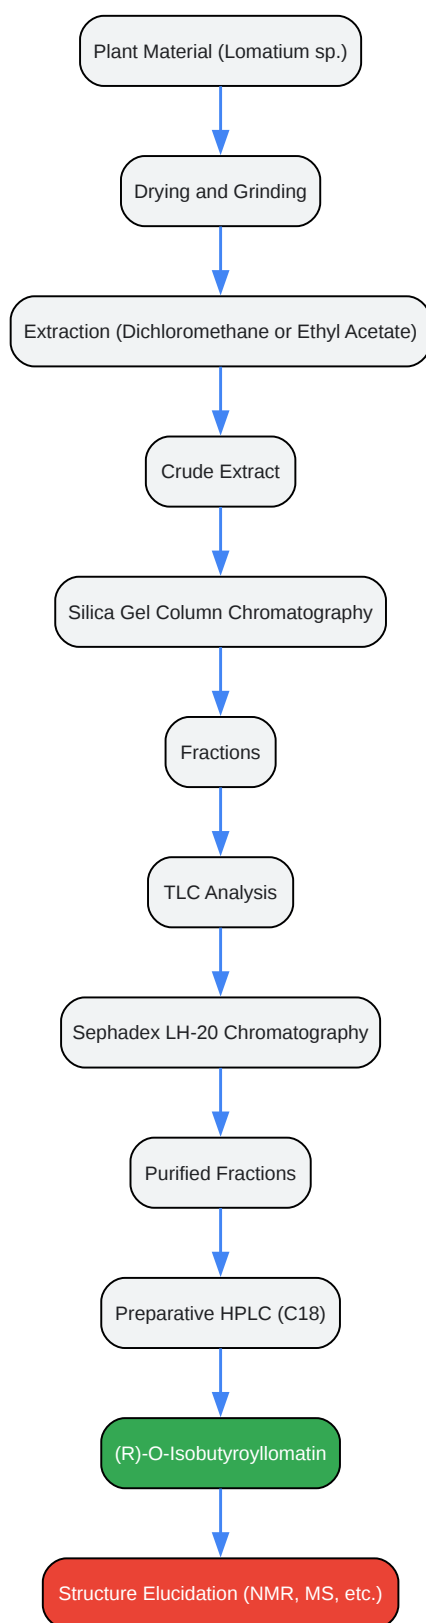 Plant Material (Lomatium sp.)
Drying and Grinding
Extraction (Dichloromethane or Ethyl Acetate)
Crude Extract
Silica Gel Column Chromatography
Fractions
TLC Analysis
Sephadex LH-20 Chromatography
Purified Fractions
Preparative HPLC (C18)
(R)-O-Isobutyroyllomatin
Structure Elucidation (NMR, MS, etc.)